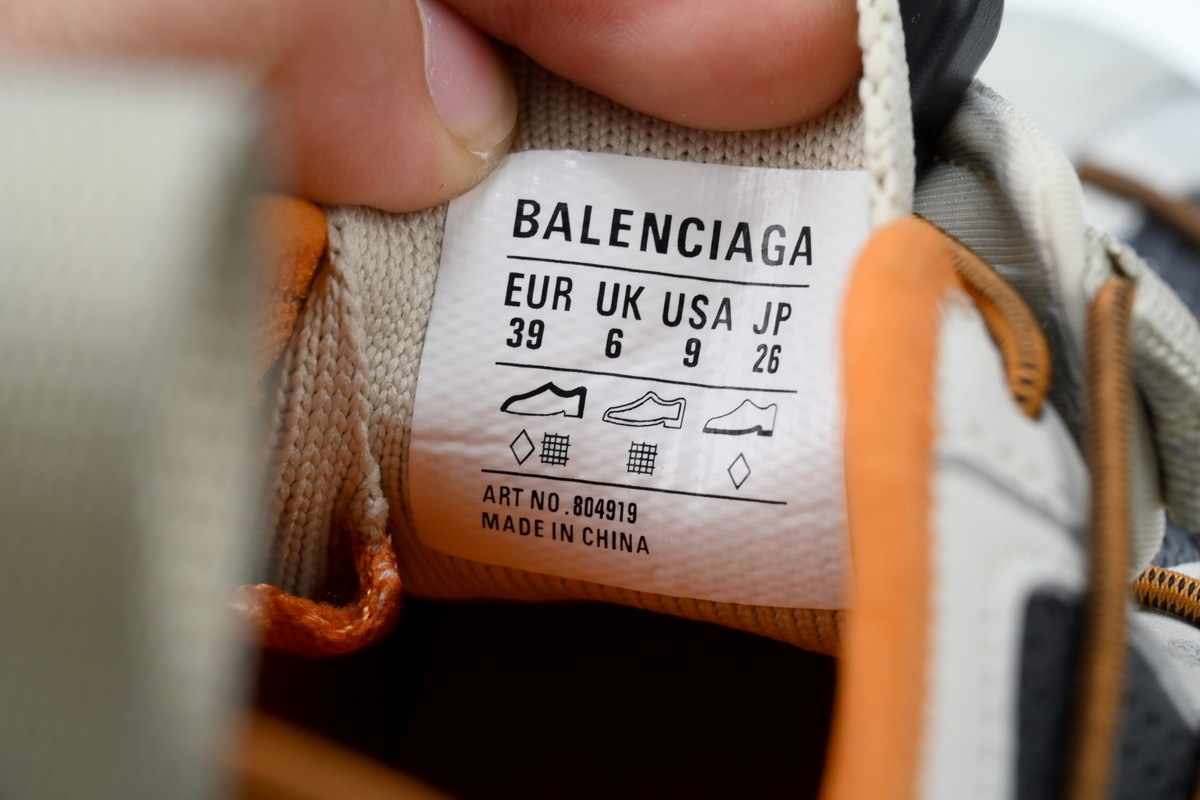 BALENCIAGA
EUR UK USA JP
39 6 9 26
ART NO.804919
MADE IN CHINA